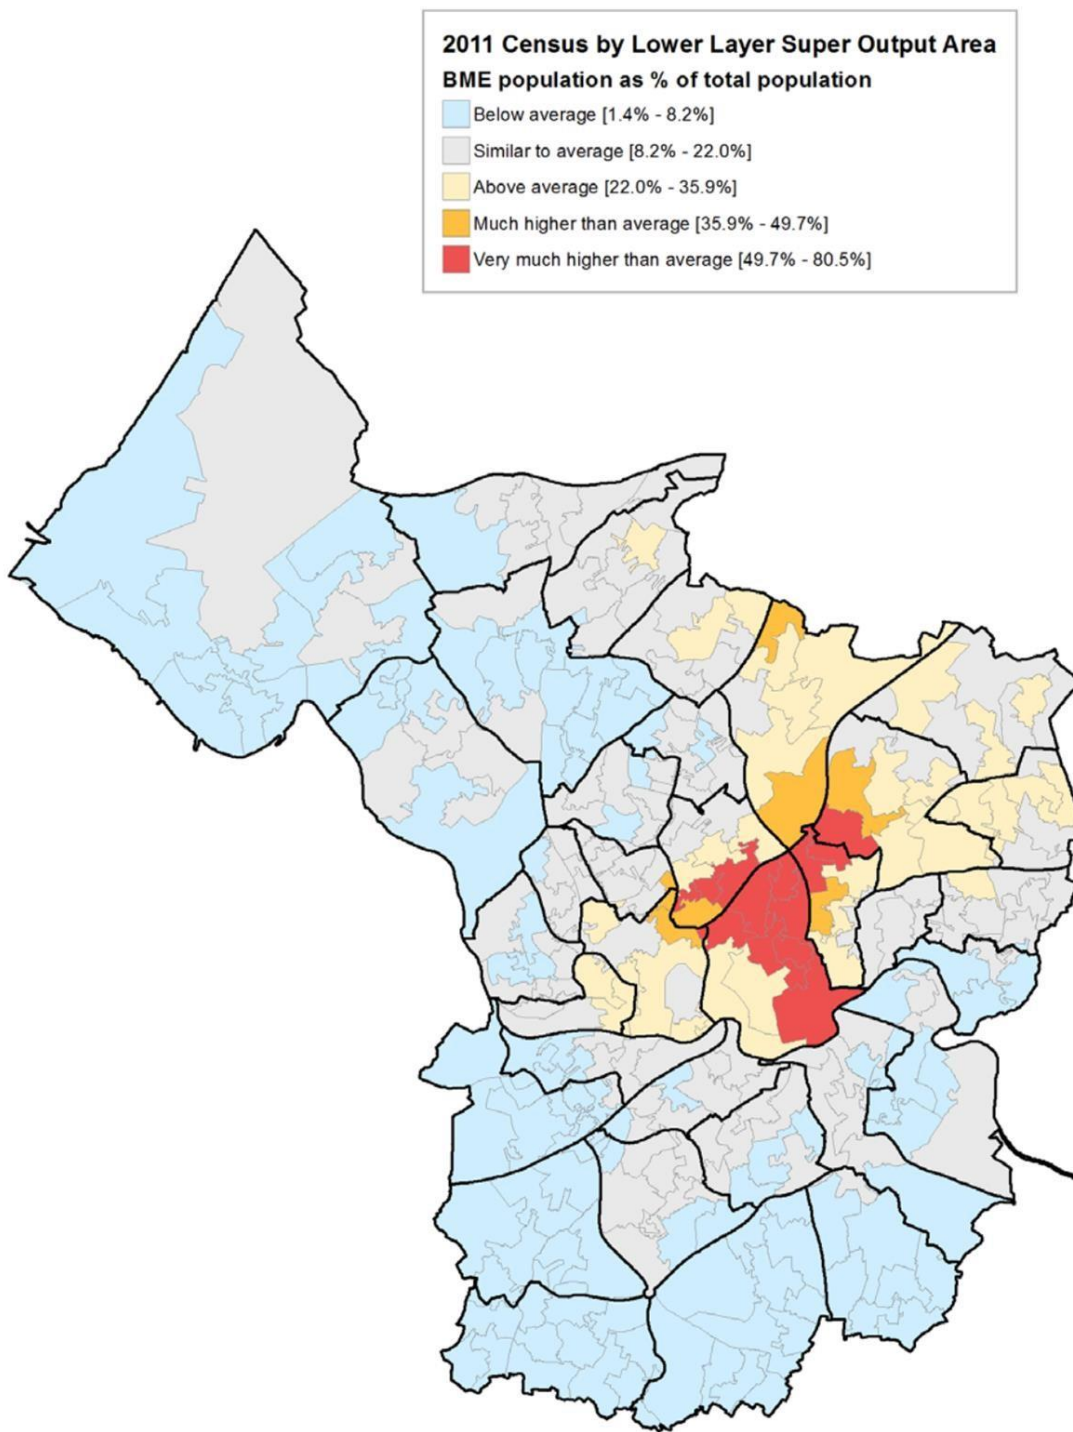 2011 Census by Lower Layer Super Output Area
BME population as % of total population
Below average [1.4% - 8.2%]
Similar to average [8.2% - 22.0%]
Above average [22.0% - 35.9%]
Much higher than average [35.9% - 49.7%]
Very much higher than average [49.7% - 80.5%]